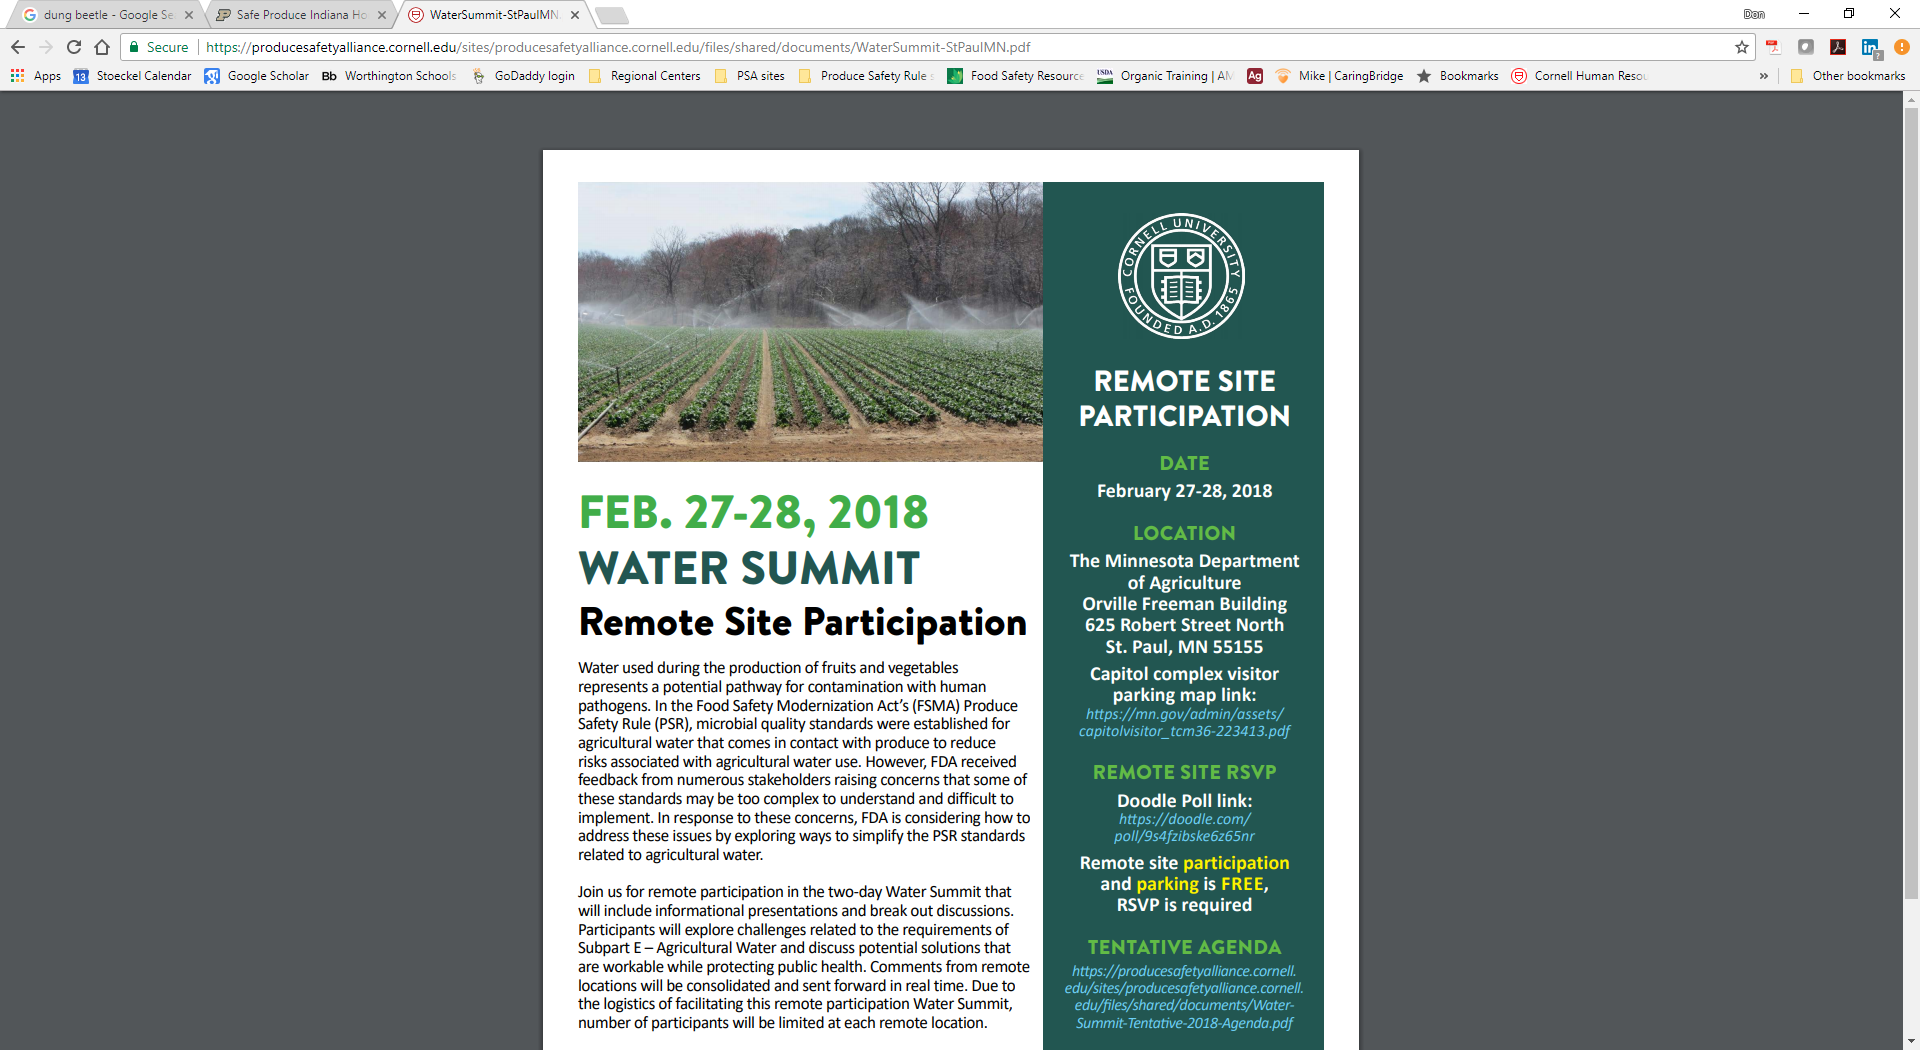 dung beetle - Google Se
Safe Produce Indiana Ho
WaterSummit-StPaulMN
Don
Secure
https://producesafetyalliance.cornell.edu/sites/producesafetyalliance.cornell.edu/files/shared/documents/WaterSummit-StPaulMN.pdf
Apps
13 Stoeckel Calendar
Google Scholar
Bb Worthington Schools
GoDaddy login
Regional Centers
PSA sites
Produce Safety Rule s
Food Safety Resource
USDA Organic Training | AM
Ag
Mike | CaringBridge
Bookmarks
Cornell Human Resou
»
Other bookmarks
CORNELL UNIVERSITY
FOUNDED A.D. 1865
FEB. 27-28, 2018
WATER SUMMIT
Remote Site Participation
Water used during the production of fruits and vegetables
represents a potential pathway for contamination with human
pathogens. In the Food Safety Modernization Act’s (FSMA) Produce
Safety Rule (PSR), microbial quality standards were established for
agricultural water that comes in contact with produce to reduce
risks associated with agricultural water use. However, FDA received
feedback from numerous stakeholders raising concerns that some of
these standards may be too complex to understand and difficult to
implement. In response to these concerns, FDA is considering how to
address these issues by exploring ways to simplify the PSR standards
related to agricultural water.
Join us for remote participation in the two-day Water Summit that
will include informational presentations and break out discussions.
Participants will explore challenges related to the requirements of
Subpart E – Agricultural Water and discuss potential solutions that
are workable while protecting public health. Comments from remote
locations will be consolidated and sent forward in real time. Due to
the logistics of facilitating this remote participation Water Summit,
number of participants will be limited at each remote location.
REMOTE SITE
PARTICIPATION
DATE
February 27-28, 2018
LOCATION
The Minnesota Department
of Agriculture
Orville Freeman Building
625 Robert Street North
St. Paul, MN 55155
Capitol complex visitor
parking map link:
https://mn.gov/admin/assets/
capitolvisitor_tcm36-223413.pdf
REMOTE SITE RSVP
Doodle Poll link:
https://doodle.com/
poll/9s4fzibske6z65nr
Remote site participation
and parking is FREE,
RSVP is required
TENTATIVE AGENDA
https://producesafetyalliance.cornell.
edu/sites/producesafetyalliance.cornell.
edu/files/shared/documents/Water-
Summit-Tentative-2018-Agenda.pdf